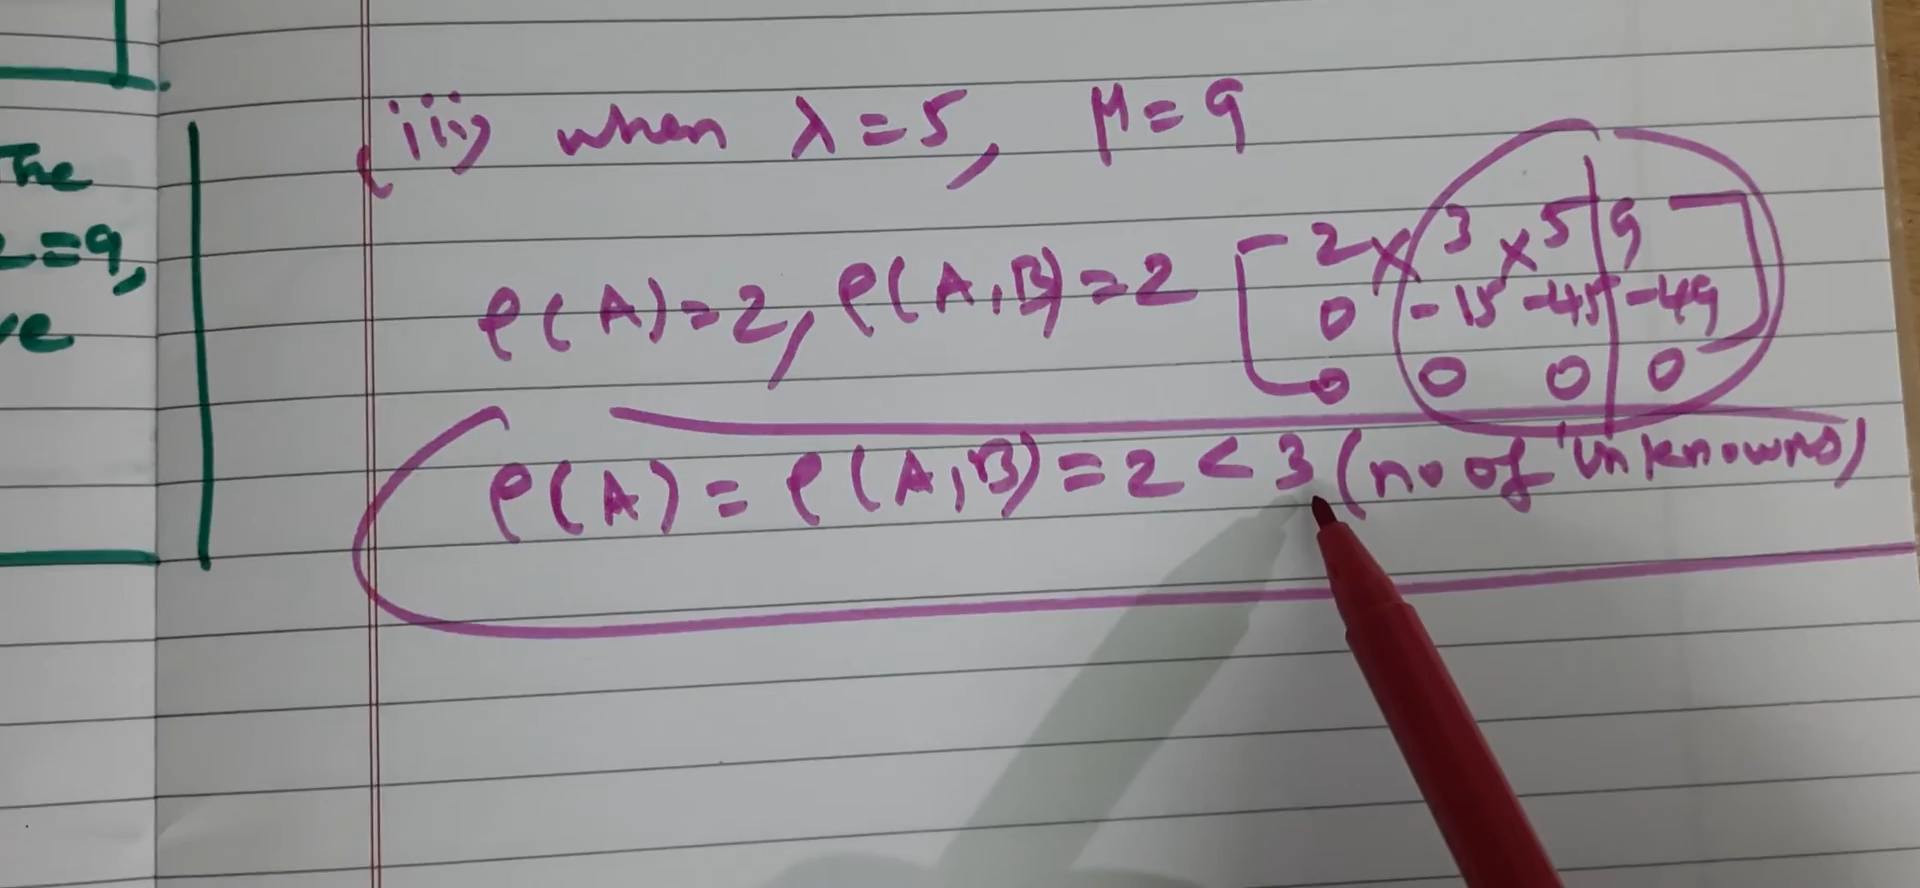 The
=9,
ve
(iii) when λ=5, μ=9
ρ(A)=2, ρ(A,B)=2
2 3 5 9
0 -15 -45 -49
0 0 0 0
ρ(A) = ρ(A,B) = 2 < 3 (no of unknowns)